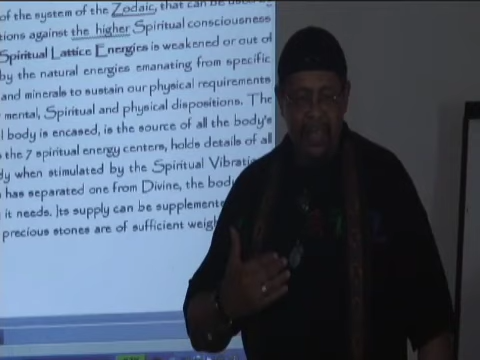 of the system of the Zodaic, that can be
tions against the higher Spiritual consciousness
Spiritual Lattice Energies is weakened or out of
by the natural energies emanating from specific
and minerals to sustain our physical requirements
mental, Spiritual and physical dispositions. The
l body is encased, is the source of all the body's
the 7 spiritual energy centers, holds details of all
dy when stimulated by the Spiritual Vibrati
has separated one from Divine, the body
it needs. Its supply can be supplemente
precious stones are of sufficient weigh